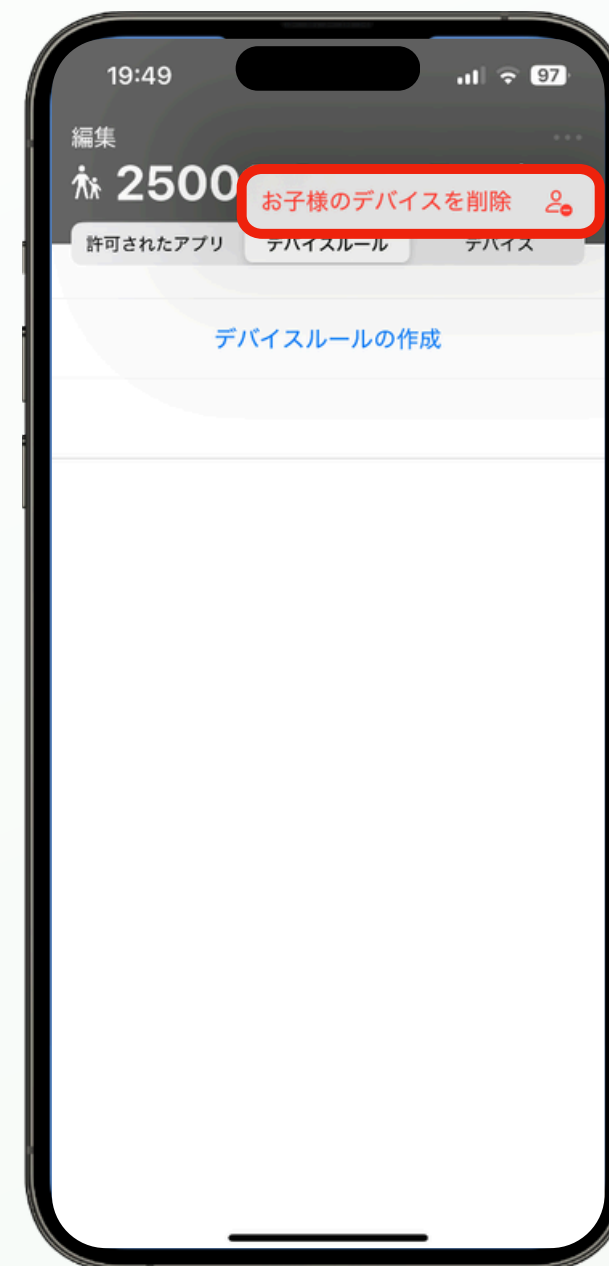 19:49
97
編集
2500
お子様のデバイスを削除
許可されたアプリ
デバイスルール
デバイス
デバイスルールの作成